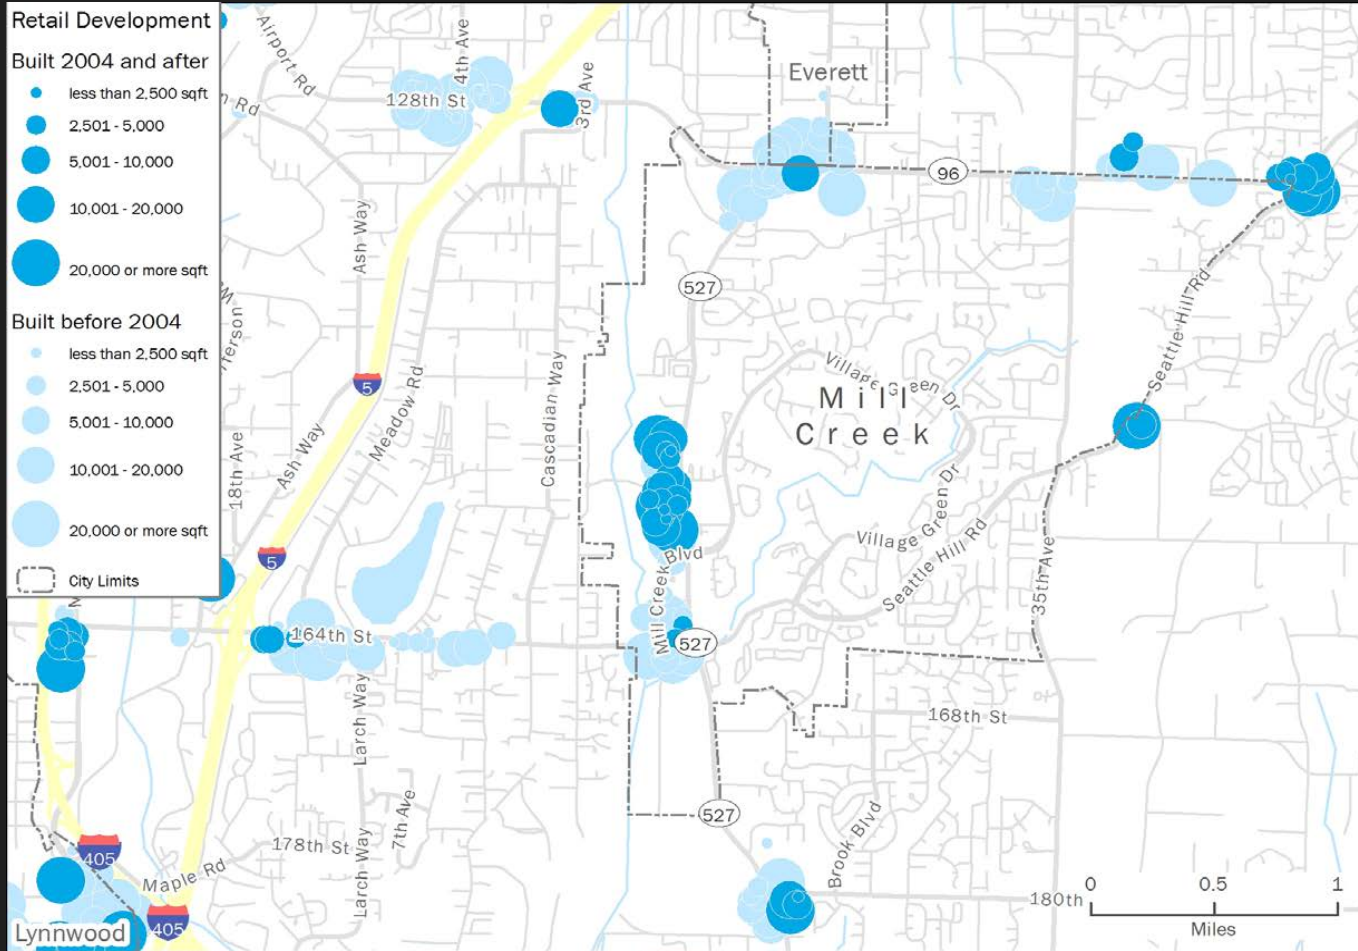 Retail Development
Built 2004 and after
less than 2,500 sqft
2,501 - 5,000
5,001 - 10,000
10,001 - 20,000
20,000 or more sqft
Built before 2004
less than 2,500 sqft
2,501 - 5,000
5,001 - 10,000
10,001 - 20,000
20,000 or more sqft
City Limits
Airport Rd
4th Ave
128th St
3rd Ave
Everett
96
Ash Way
527
Seattle Hill Rd
5
Meadow Rd
Cascadian Way
Village Green Dr
Mill
Creek
18th Ave
Ash Way
5
Village Green Dr
Seattle Hill Rd
Mill Creek Blvd
35th Ave
164th St
527
Larch Way
168th St
527
7th Ave
178th St
Larch Way
Brook Blvd
405
Maple Rd
180th
0 0.5 1
Miles
405
Lynnwood